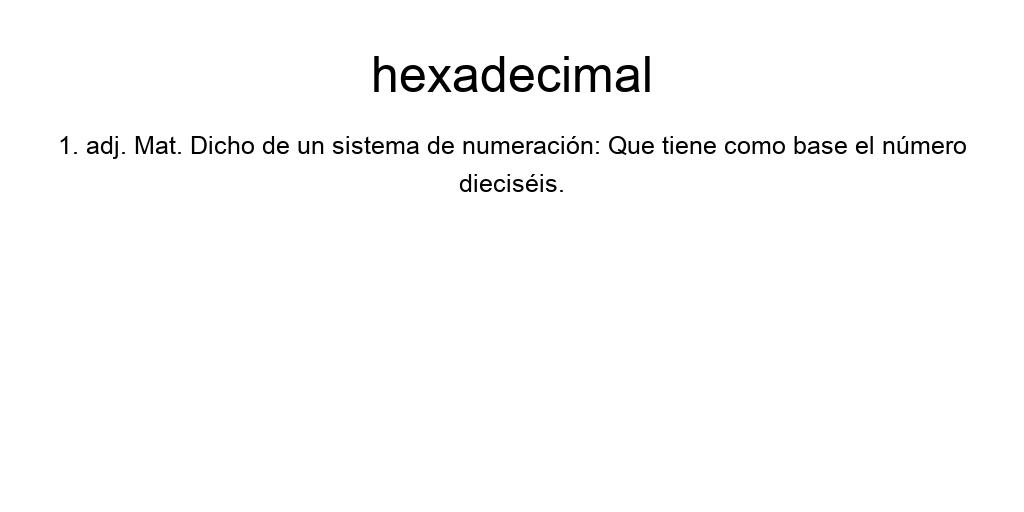 hexadecimal
1. adj. Mat. Dicho de un sistema de numeración: Que tiene como base el número
dieciséis.